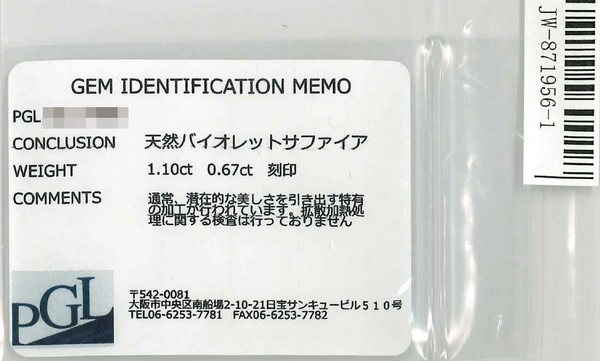 GEM IDENTIFICATION MEMO
PGL
CONCLUSION 天然バイオレットサファイア
WEIGHT 1.10ct 0.67ct 刻印
COMMENTS 通常、潜在的な美しさを引き出す特有
の加工が行われています。拡散加熱処
理に関する検査は行っておりません
PGL
〒542-0081
大阪市中央区南船場2-10-21日宝サンキュービル５１０号
TEL06-6253-7781 FAX06-6253-7782
JW-871956-1